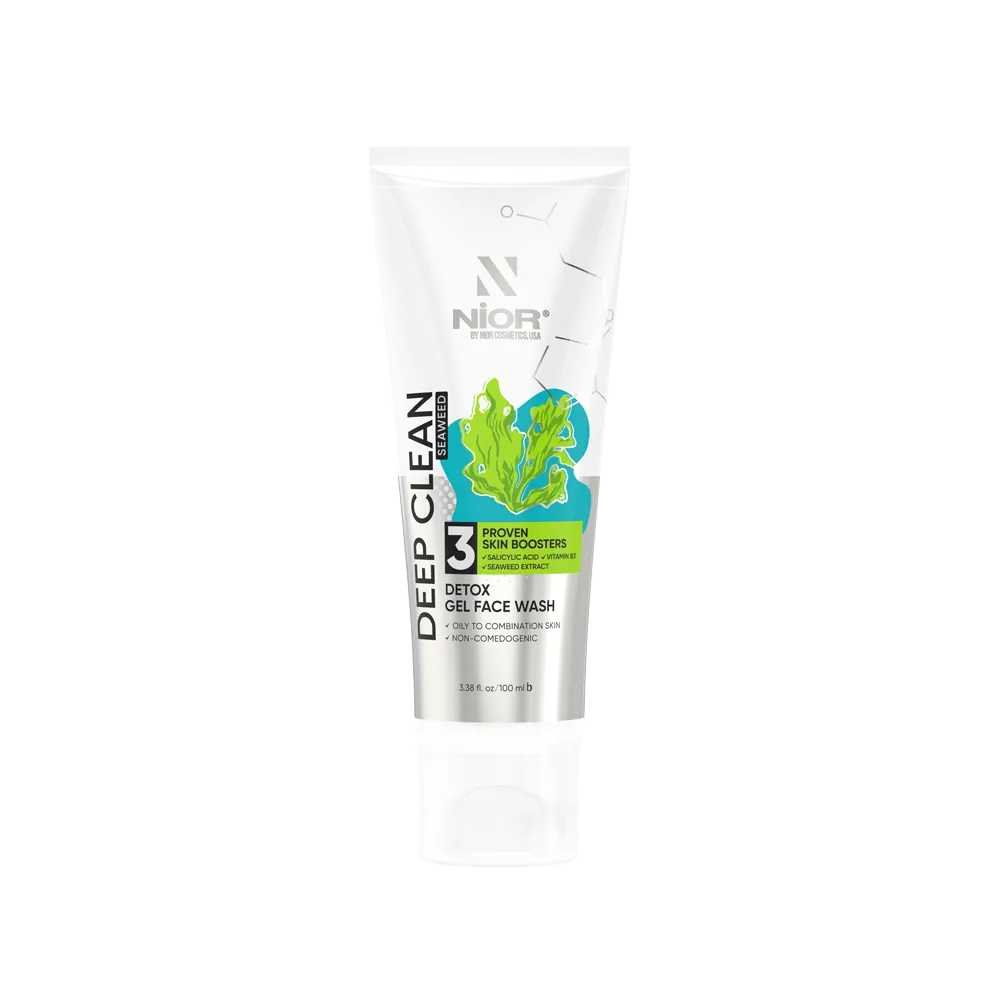 N
NiOR®
BY NIOR COSMETICS, USA
DEEP CLEAN
SEAWEED
3
PROVEN
SKIN BOOSTERS
✓ SALICYLIC ACID ✓ VITAMIN B3
✓ SEAWEED EXTRACT
DETOX
GEL FACE WASH
✓ OILY TO COMBINATION SKIN
✓ NON-COMEDOGENIC
3.38 fl. oz/100 ml b